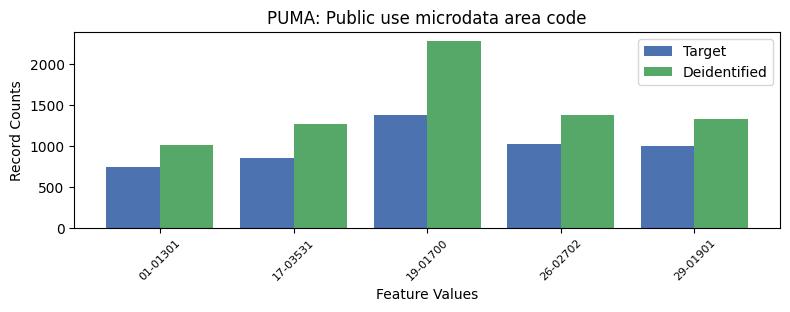 PUMA: Public use microdata area code
Target
Deidentified
Record Counts
2000
1500
1000
500
0
01-01301
17-03531
19-01700
26-02702
29-01901
Feature Values